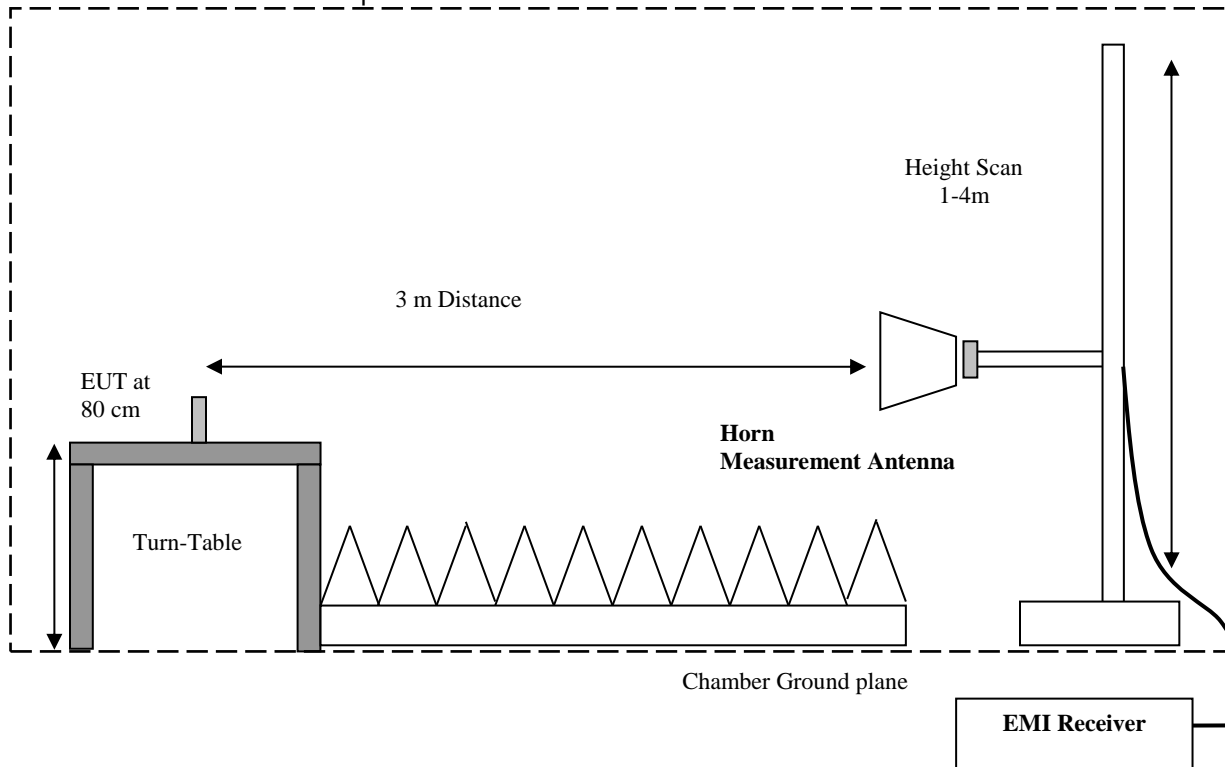 Height Scan
1-4m
3 m Distance
EUT at
80 cm
Horn
Measurement Antenna
Turn-Table
Chamber Ground plane
EMI Receiver